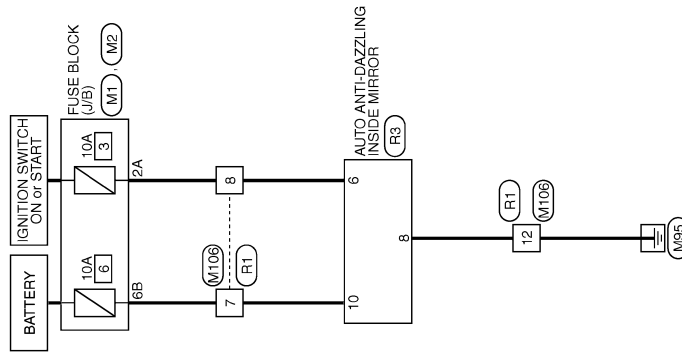 BATTERY
IGNITION SWITCH
ON or START
FUSE BLOCK
(J/B)
M1 , M2
10A
6
10A
3
6B
2A
M106
7
8
R1
AUTO ANTI-DAZZLING
INSIDE MIRROR
R3
10
6
8
R1
12
M106
M95